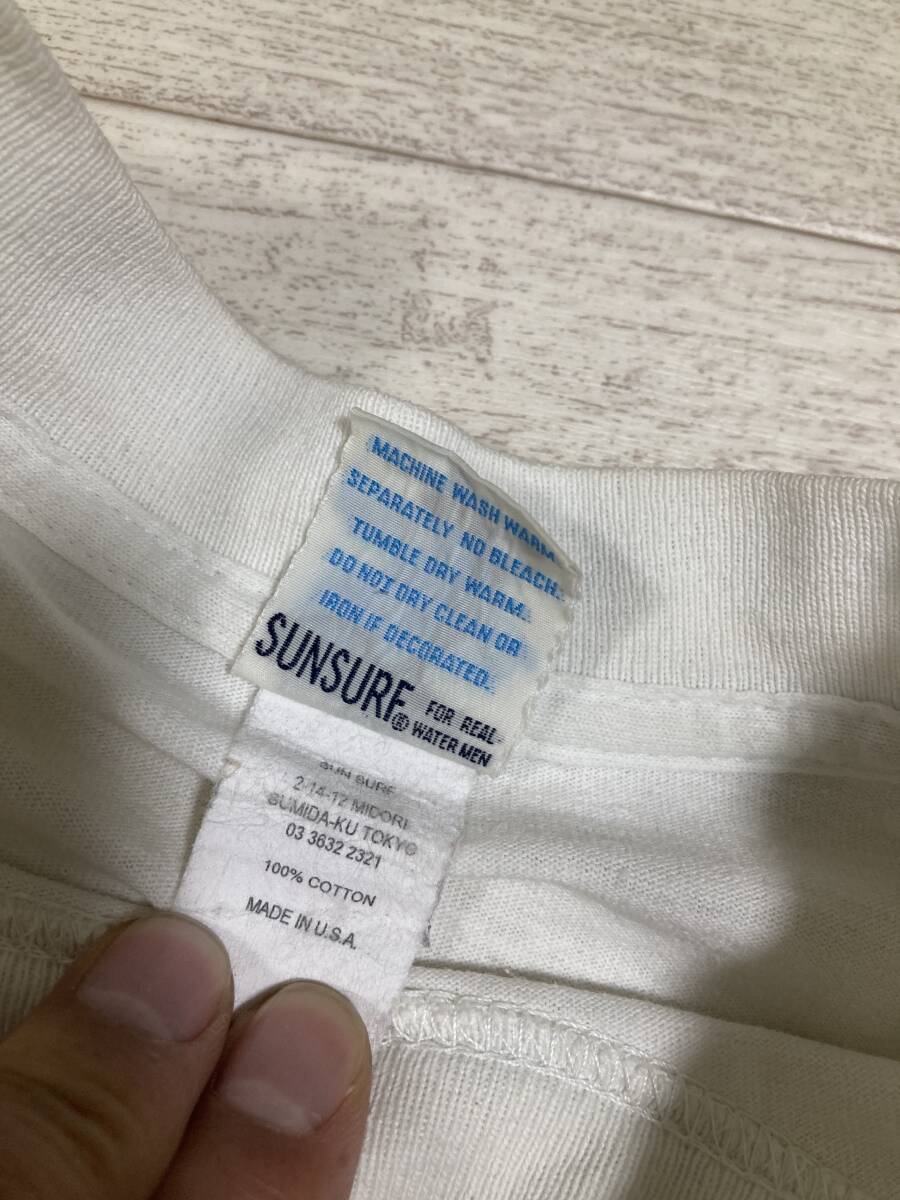 MACHINE WASH WARM.
SEPARATELY NO BLEACH.
TUMBLE DRY WARM.
DO NOT DRY CLEAN OR
IRON IF DECORATED.
SUNSURF® FOR REAL
WATER MEN
SUN SURF
2-14-12 MIDORI
SUMIDA-KU TOKYO
03 3632 2321
100% COTTON
MADE IN U.S.A.